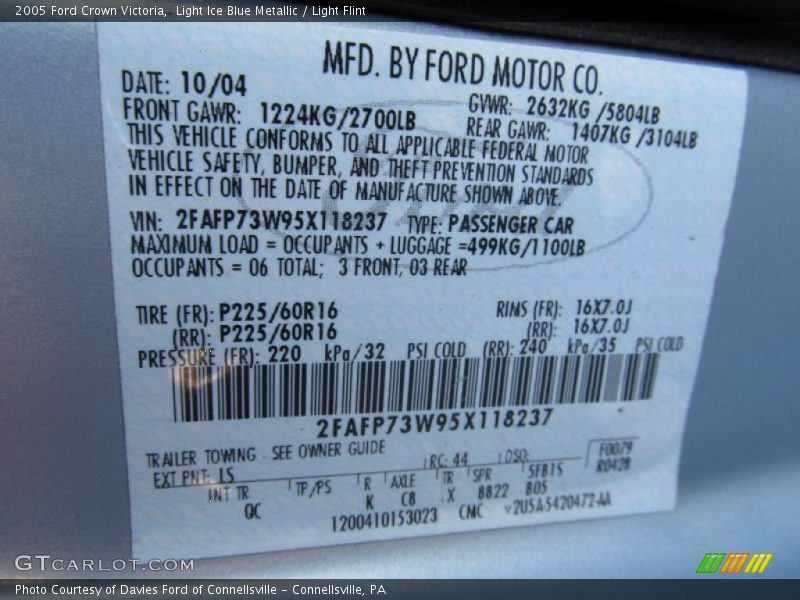 2005 Ford Crown Victoria,  Light Ice Blue Metallic / Light Flint
MFD. BY FORD MOTOR CO.
DATE: 10/04
GVWR: 2632KG /5804LB
FRONT GAWR: 1224KG/2700LB
REAR GAWR: 1407KG /3104LB
THIS VEHICLE CONFORMS TO ALL APPLICABLE FEDERAL MOTOR
VEHICLE SAFETY, BUMPER, AND THEFT PREVENTION STANDARDS
IN EFFECT ON THE DATE OF MANUFACTURE SHOWN ABOVE.
VIN: 2FAFP73W95X118237 TYPE: PASSENGER CAR
MAXIMUM LOAD = OCCUPANTS + LUGGAGE =499KG/1100LB
OCCUPANTS = 06 TOTAL; 3 FRONT, 03 REAR
TIRE (FR): P225/60R16 RIMS (FR): 16X7.0J
(RR): P225/60R16 (RR): 16X7.0J
PRESSURE (FR): 220 kPa/32 PSI COLD (RR): 240 kPa/35 PSI COLD
2FAFP73W95X118237
TRAILER TOWING - SEE OWNER GUIDE
EXT PNT: LS RC: 44 DSO: F0079
R0428
INT TR TP/PS R AXLE TR SPR SFB1S
QC K C8 X 8822 B05
1200410153023 CMC 2U5A-5420472-AA
GTCARLOT.COM
Photo Courtesy of Davies Ford of Connellsville – Connellsville, PA